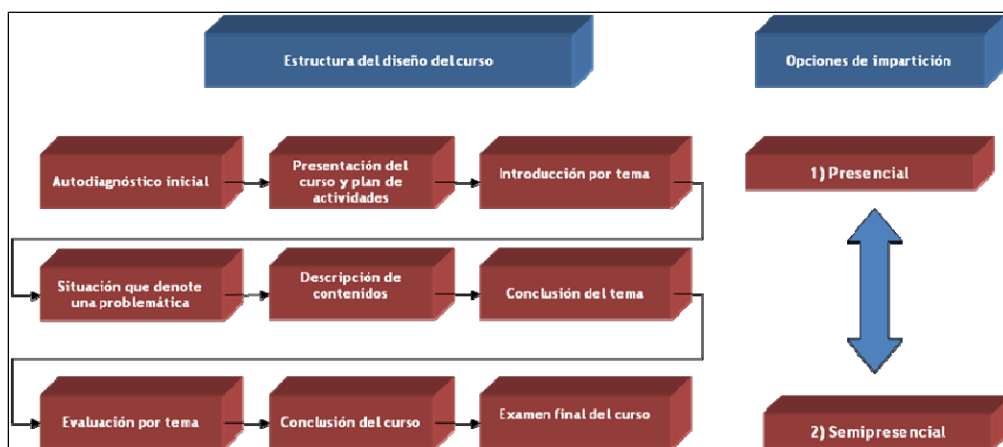 Estructura del diseño del curso
Opciones de impartición
Autodiagnóstico inicial
Presentación del
curso y plan de
actividades
Introducción por tema
1) Presencial
Situación que denote
una problemática
Descripción de
contenidos
Conclusión del tema
Evaluación por tema
Conclusión del curso
Examen final del curso
2) Semipresencial